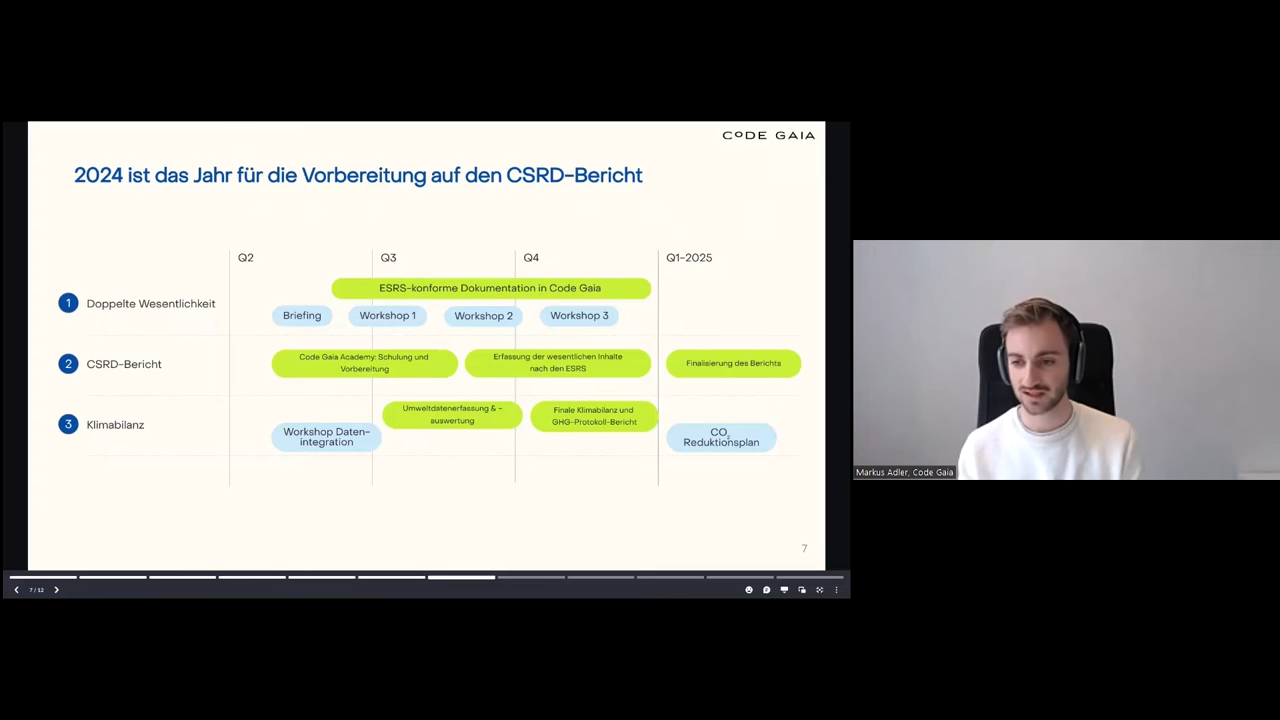 CODE GAIA
2024 ist das Jahr für die Vorbereitung auf den CSRD-Bericht
Q2
Q3
Q4
Q1-2025
1
Doppelte Wesentlichkeit
ESRS-konforme Dokumentation in Code Gaia
Briefing
Workshop 1
Workshop 2
Workshop 3
2
CSRD-Bericht
Code Gaia Academy: Schulung und
Vorbereitung
Erfassung der wesentlichen Inhalte
nach den ESRS
Finalisierung des Berichts
3
Klimabilanz
Workshop Daten-
integration
Umweltdatenerfassung & -
auswertung
Finale Klimabilanz und
GHG-Protokoll-Bericht
CO₂
Reduktionsplan
7
7 / 12
Markus Adler, Code Gaia